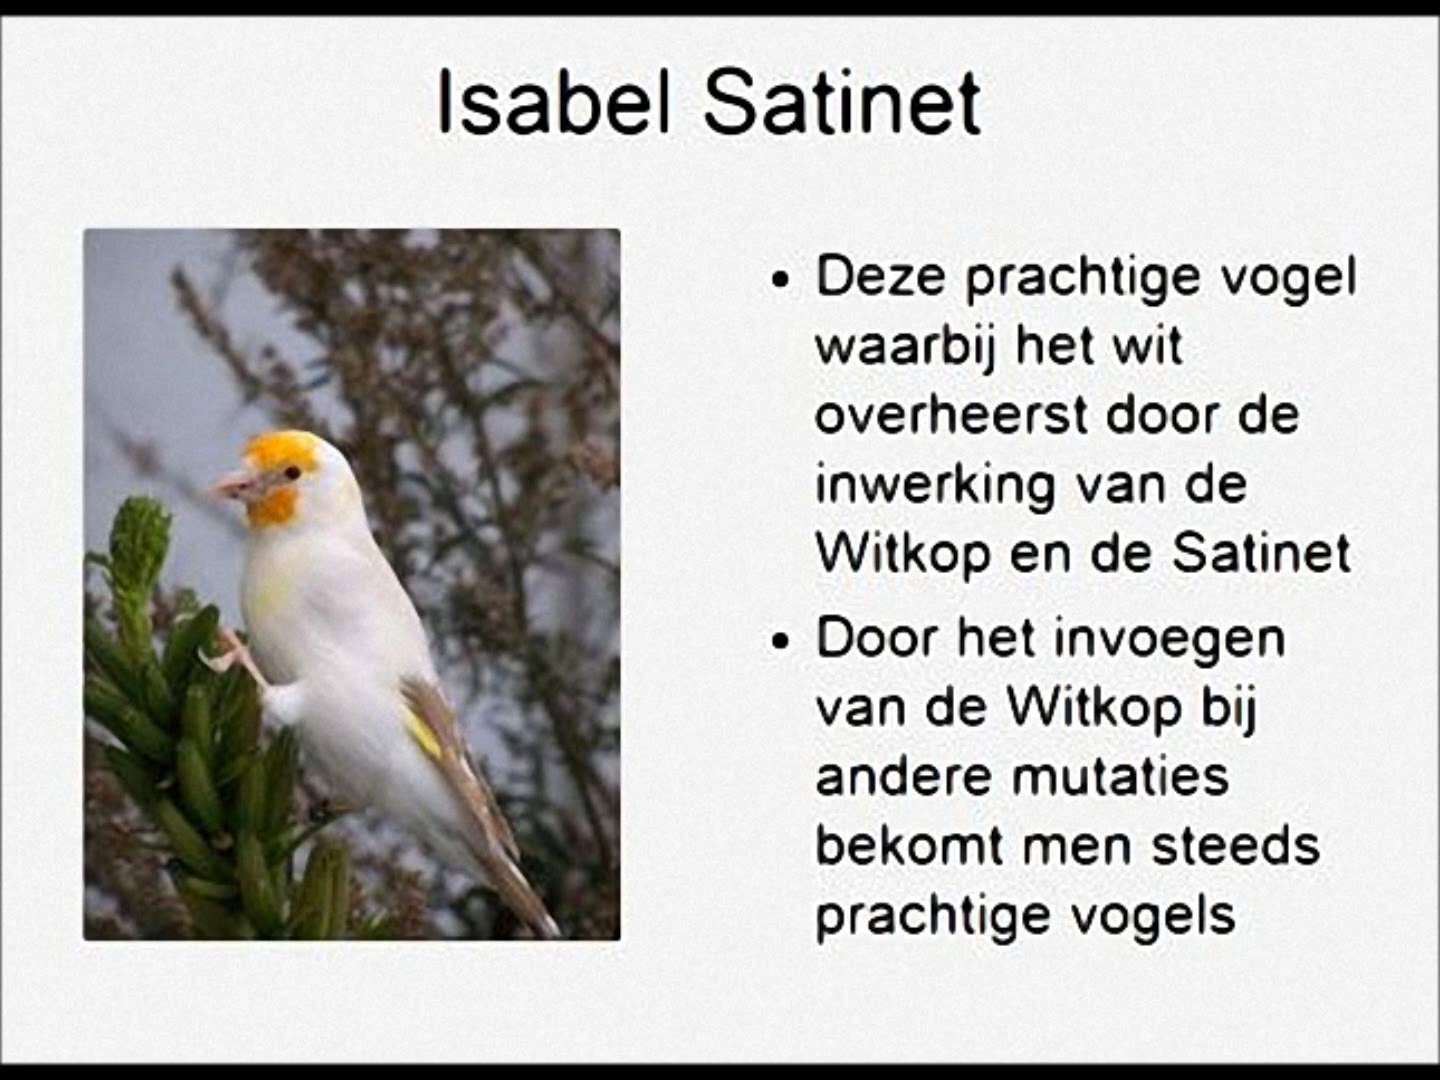 Isabel Satinet
• Deze prachtige vogel
waarbij het wit
overheerst door de
inwerking van de
Witkop en de Satinet
• Door het invoegen
van de Witkop bij
andere mutaties
bekomt men steeds
prachtige vogels